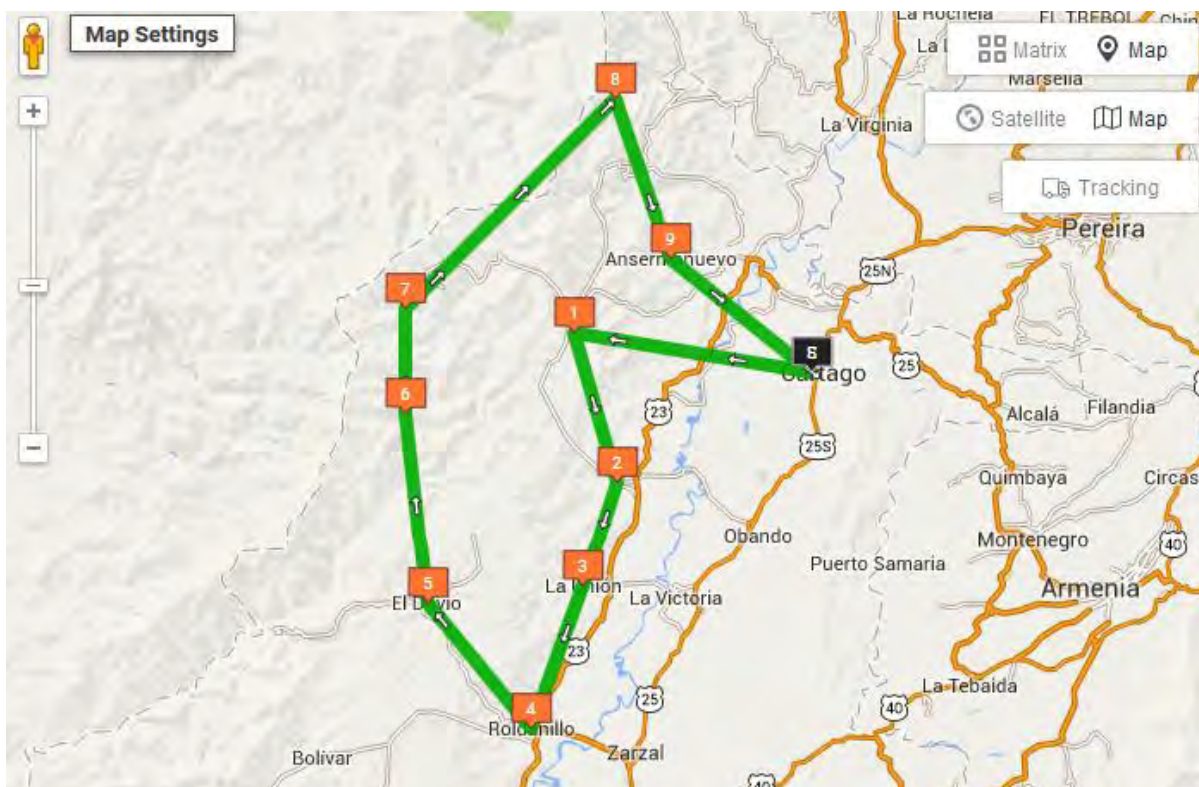 Map Settings
La Rochela
EL TREBOL
Matrix
Map
Marsella
Satellite
Map
La Virginia
Tracking
Pereira
8
9
25N
7
1
25
23
Alcalá
Filandia
6
25S
2
Quimbaya
Obando
Montenegro
40
Puerto Samaria
3
5
La Victoria
Armenia
23
La Tebaida
25
40
4
Bolívar
Zarzal
40